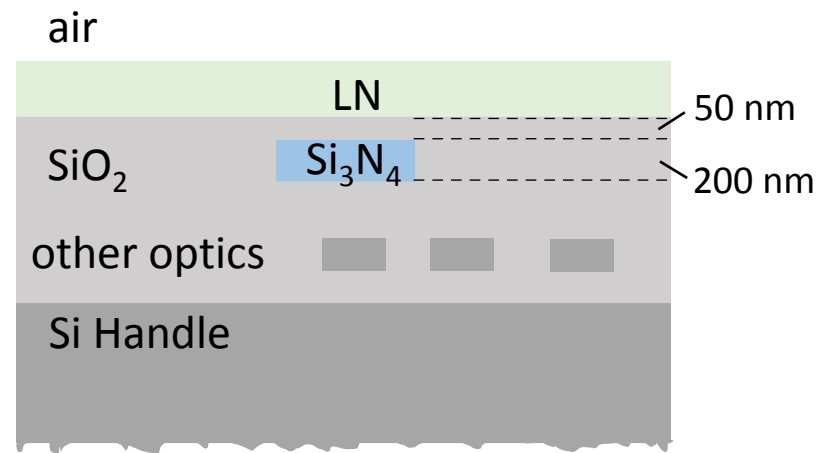 air
LN
50 nm
SiO₂
Si₃N₄
200 nm
other optics
Si Handle